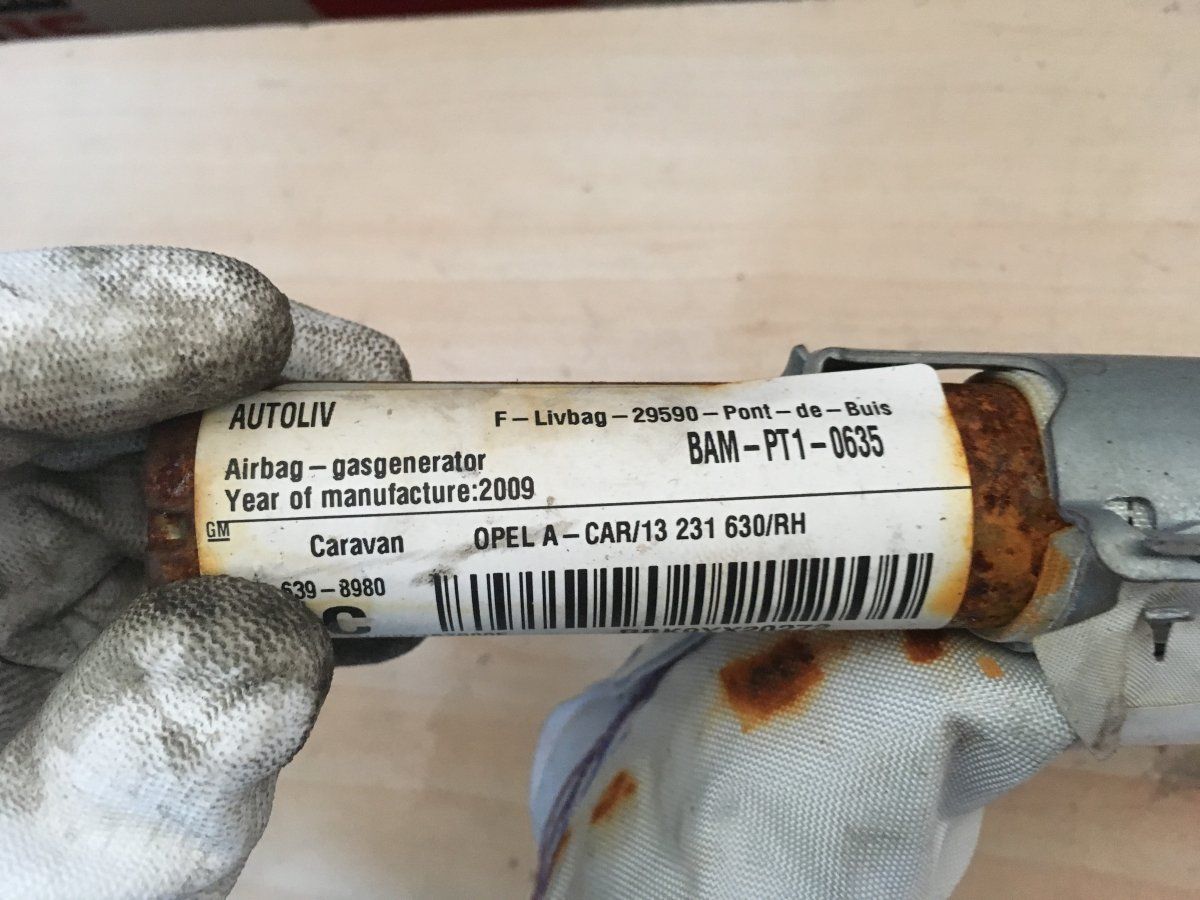 AUTOLIV
F-Livbag-29590-Pont-de-Buis
BAM-PT1-0635
Airbag-gasgenerator
Year of manufacture:2009
GM
Caravan
OPEL A-CAR/13 231 630/RH
639-8980
C